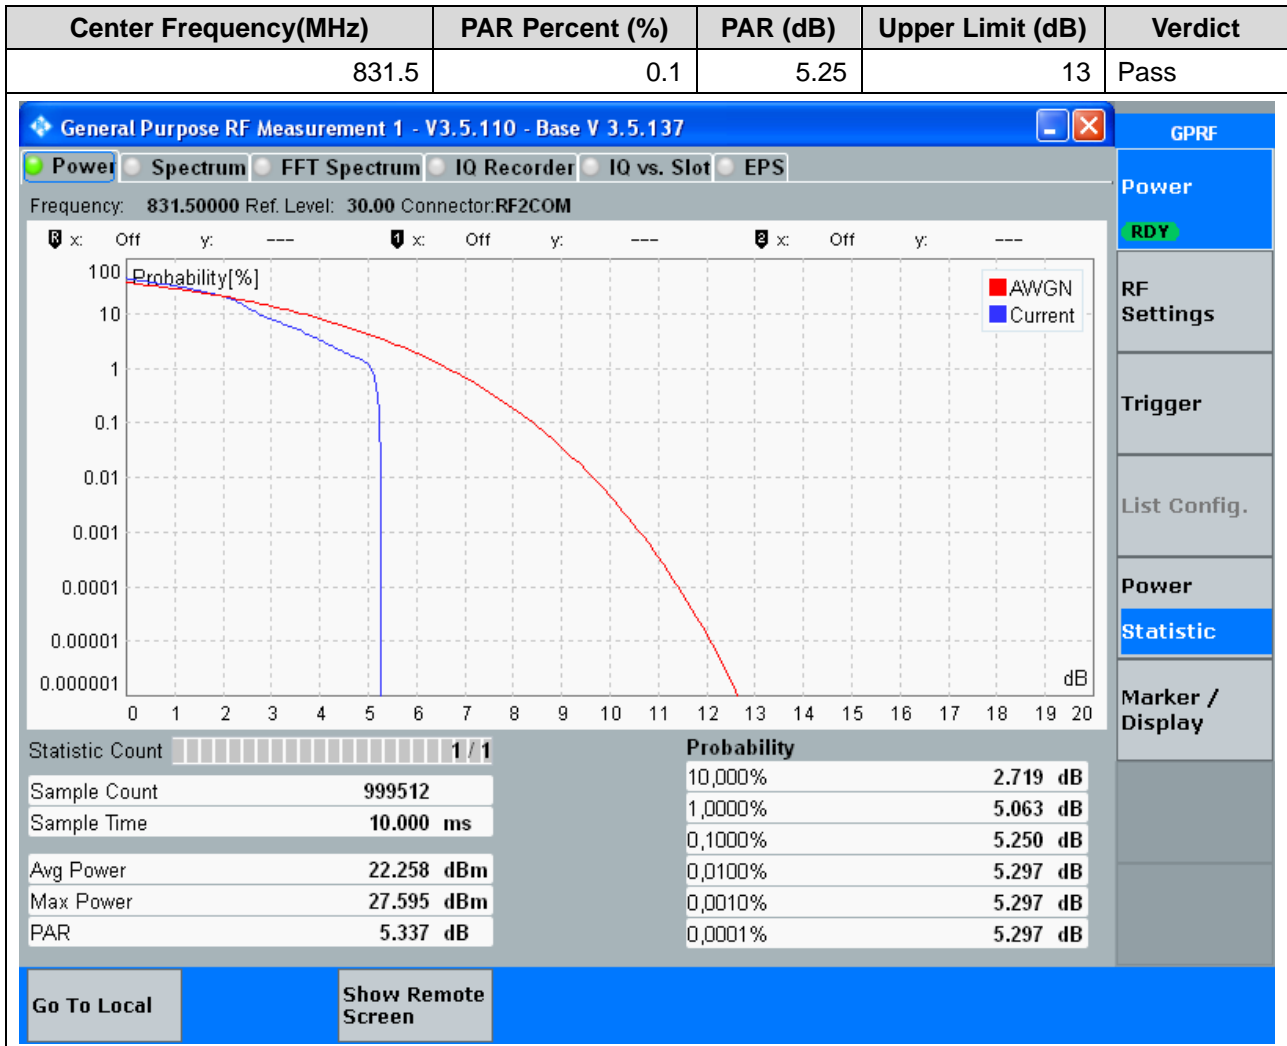 Center Frequency(MHz) PAR Percent (%) PAR (dB) Upper Limit (dB) Verdict
831.5 0.1 5.25 13 Pass
General Purpose RF Measurement 1 - V3.5.110 - Base V 3.5.137
GPRF
Power Spectrum FFT Spectrum IQ Recorder IQ vs. Slot EPS
Power
RDY
Frequency: 831.50000 Ref. Level: 30.00 Connector:RF2COM
R x: Off y: --- 1 x: Off y: --- 2 x: Off y: ---
Probability[%]
AWGN
Current
100
10
1
0.1
0.01
0.001
0.0001
0.00001
0.000001
dB
0 1 2 3 4 5 6 7 8 9 10 11 12 13 14 15 16 17 18 19 20
RF
Settings
Trigger
List Config.
Power
Statistic
Marker /
Display
Statistic Count 1 / 1
Sample Count 999512
Sample Time 10.000 ms
Avg Power 22.258 dBm
Max Power 27.595 dBm
PAR 5.337 dB
Probability
10,000% 2.719 dB
1,0000% 5.063 dB
0,1000% 5.250 dB
0,0100% 5.297 dB
0,0010% 5.297 dB
0,0001% 5.297 dB
Go To Local
Show Remote
Screen